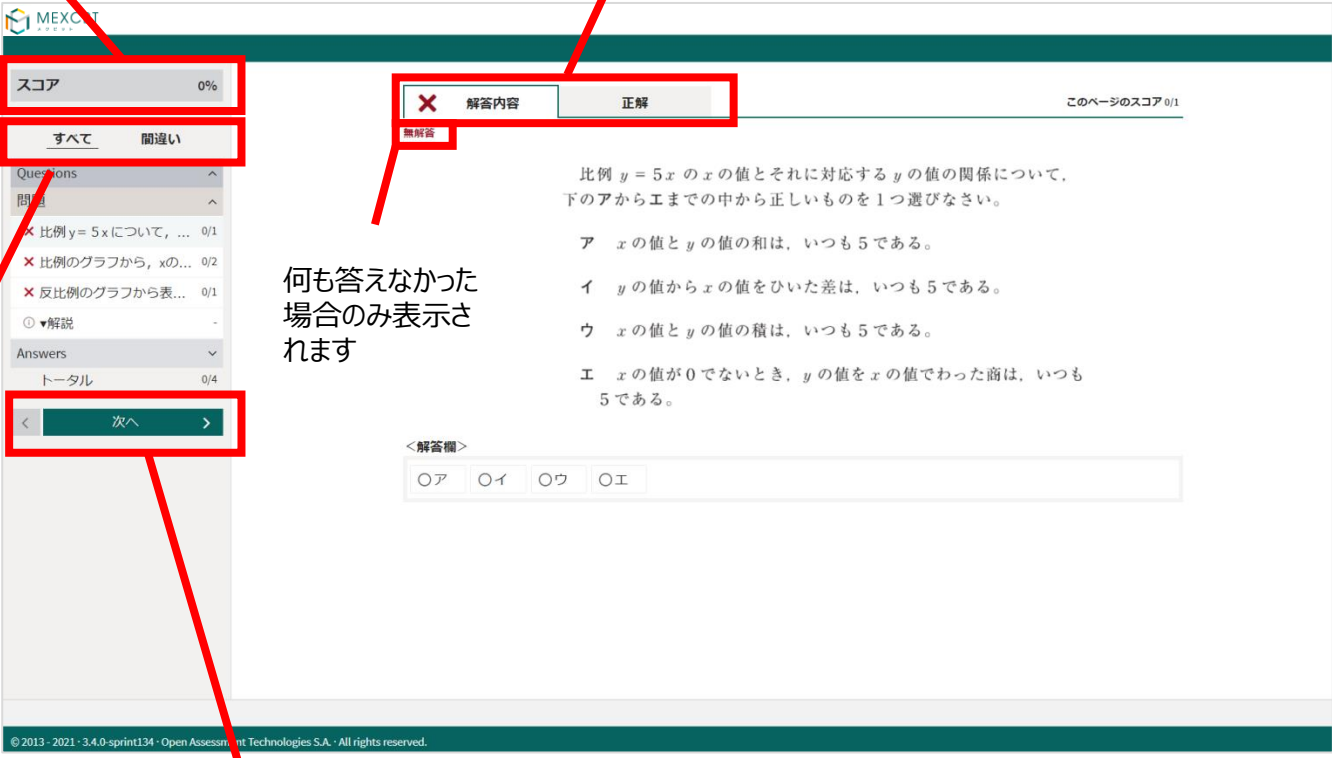 MEXCBT
メクビット
スコア 0%
すべて 間違い
Questions
問題
比例 y= 5xについて, ... 0/1
比例のグラフから, xの... 0/2
反比例のグラフから表... 0/1
▼解説 -
Answers
トータル 0/4
次へ
解答内容 正解
このページのスコア 0/1
無解答
比例 y = 5x の x の値とそれに対応する y の値の関係について,
下のアからエまでの中から正しいものを1つ選びなさい。
ア x の値と y の値の和は, いつも5である。
イ y の値から x の値をひいた差は, いつも5である。
ウ x の値と y の値の積は, いつも5である。
エ x の値が0でないとき, y の値を x の値でわった商は, いつも
5である。
<解答欄>
ア イ ウ エ
何も答えなかった
場合のみ表示さ
れます
© 2013 - 2021 · 3.4.0-sprint134 · Open Assessment Technologies S.A. · All rights reserved.